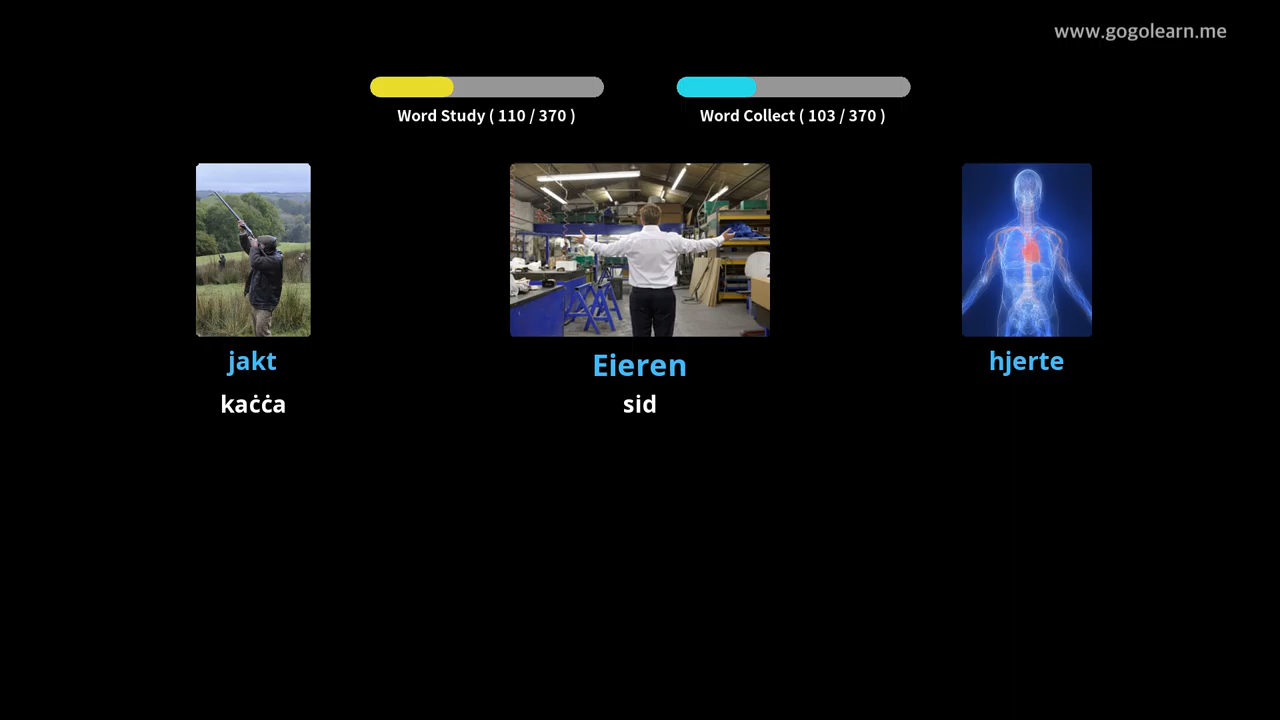 www.gogolearn.me
Word Study ( 110 / 370 )
Word Collect ( 103 / 370 )
jakt
Eieren
hjerte
kaċċa
sid